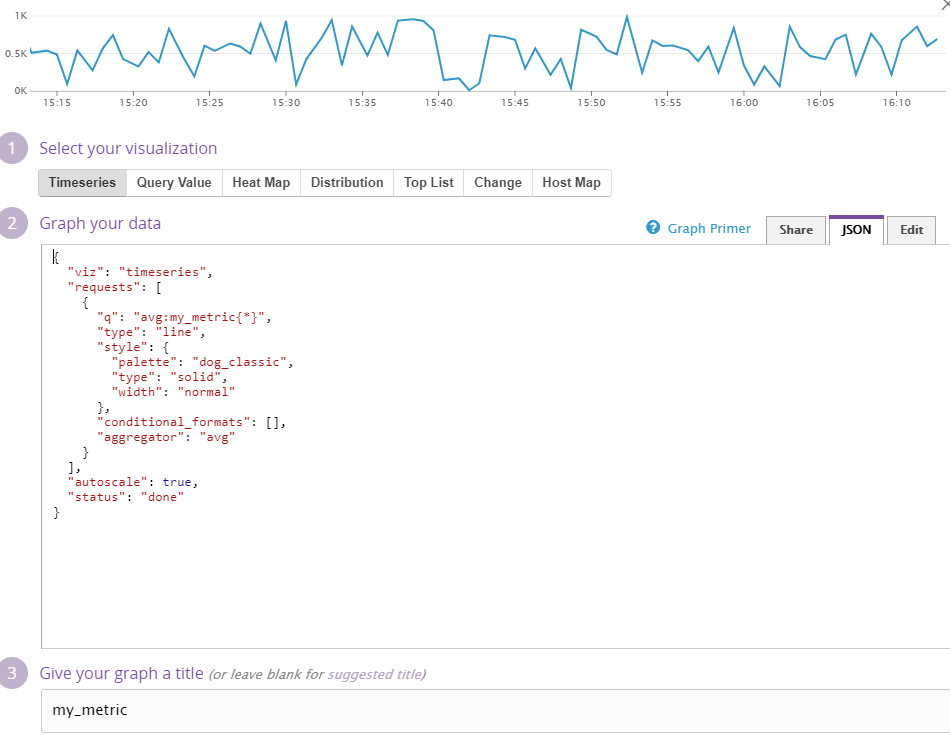 1K
0.5K
0K
15:15 15:20 15:25 15:30 15:35 15:40 15:45 15:50 15:55 16:00 16:05 16:10
1 Select your visualization
Timeseries Query Value Heat Map Distribution Top List Change Host Map
2 Graph your data
? Graph Primer Share JSON Edit
{
  "viz": "timeseries",
  "requests": [
    {
      "q": "avg:my_metric{*}",
      "type": "line",
      "style": {
        "palette": "dog_classic",
        "type": "solid",
        "width": "normal"
      },
      "conditional_formats": [],
      "aggregator": "avg"
    }
  ],
  "autoscale": true,
  "status": "done"
}
3 Give your graph a title (or leave blank for suggested title)
my_metric